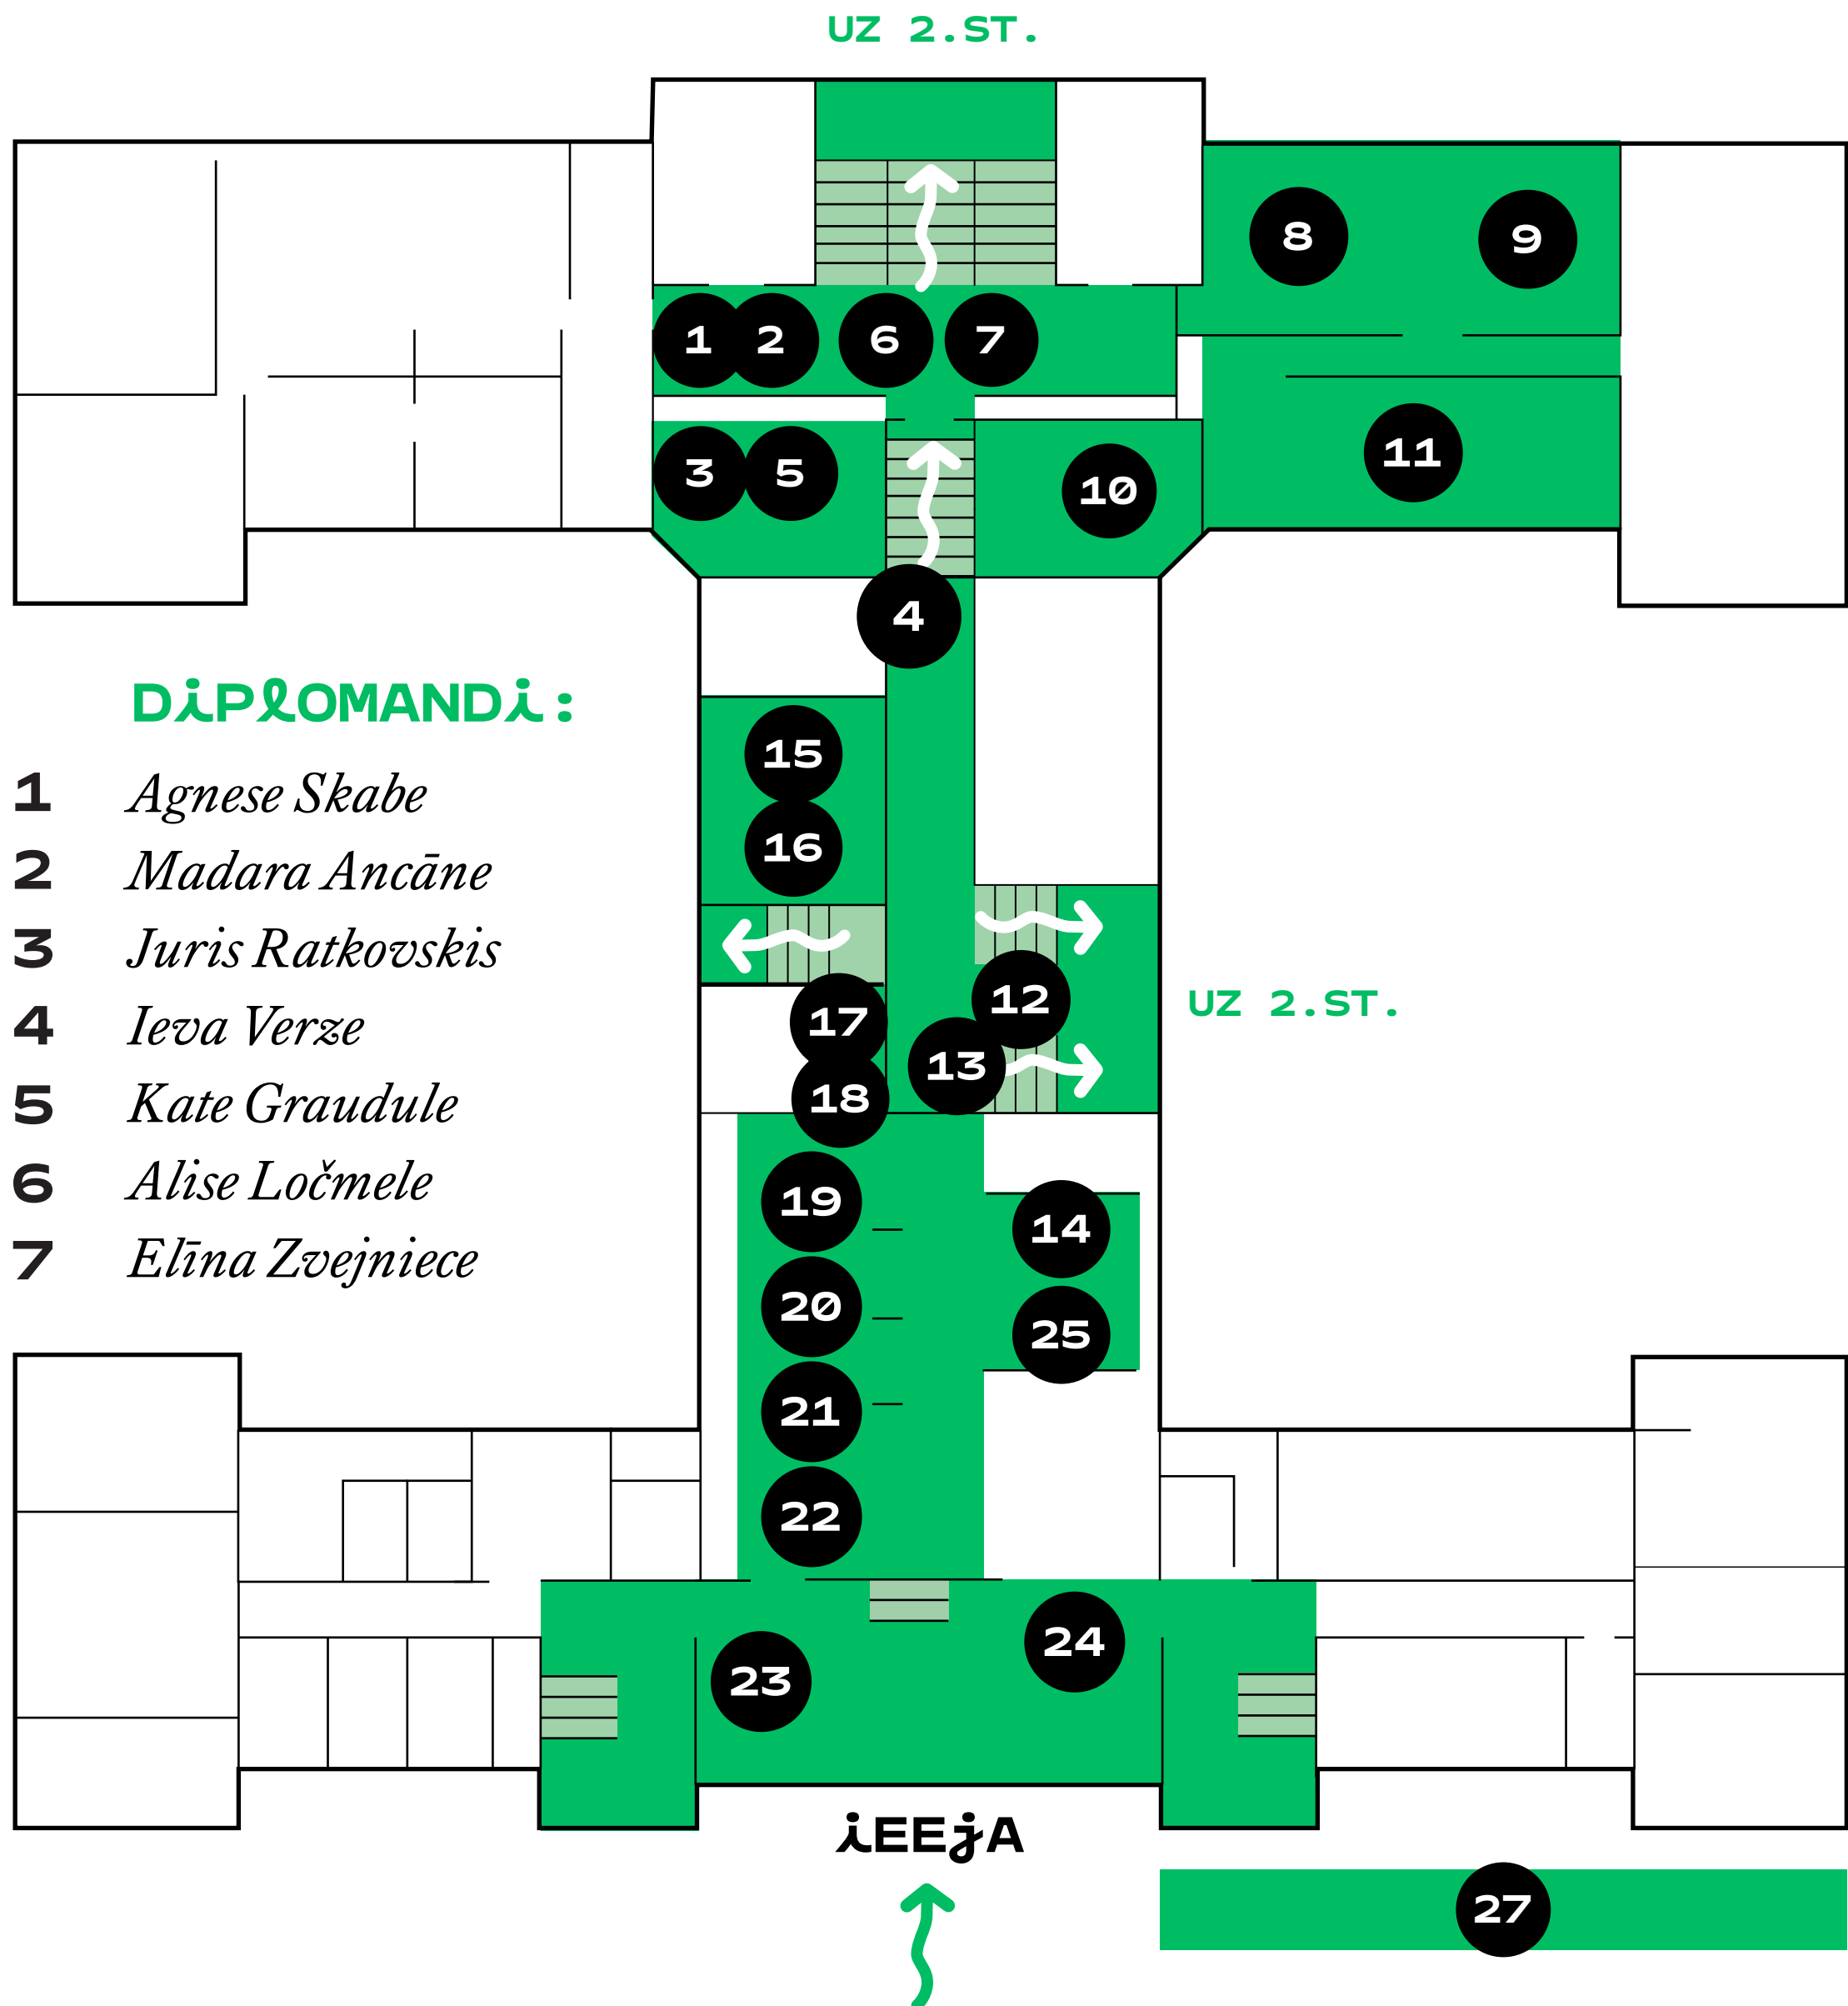 UZ 2.ST.
8
9
1
2
6
7
3
5
10
11
4
DiPLOMANDi:
1 Agnese Skabe
2 Madara Ancāne
3 Juris Ratkovskis
4 Ieva Verze
5 Kate Graudule
6 Alise Ločmele
7 Elīna Zvejniece
15
16
12
UZ 2.ST.
17
13
18
19
14
20
25
21
22
24
23
iEEjA
27